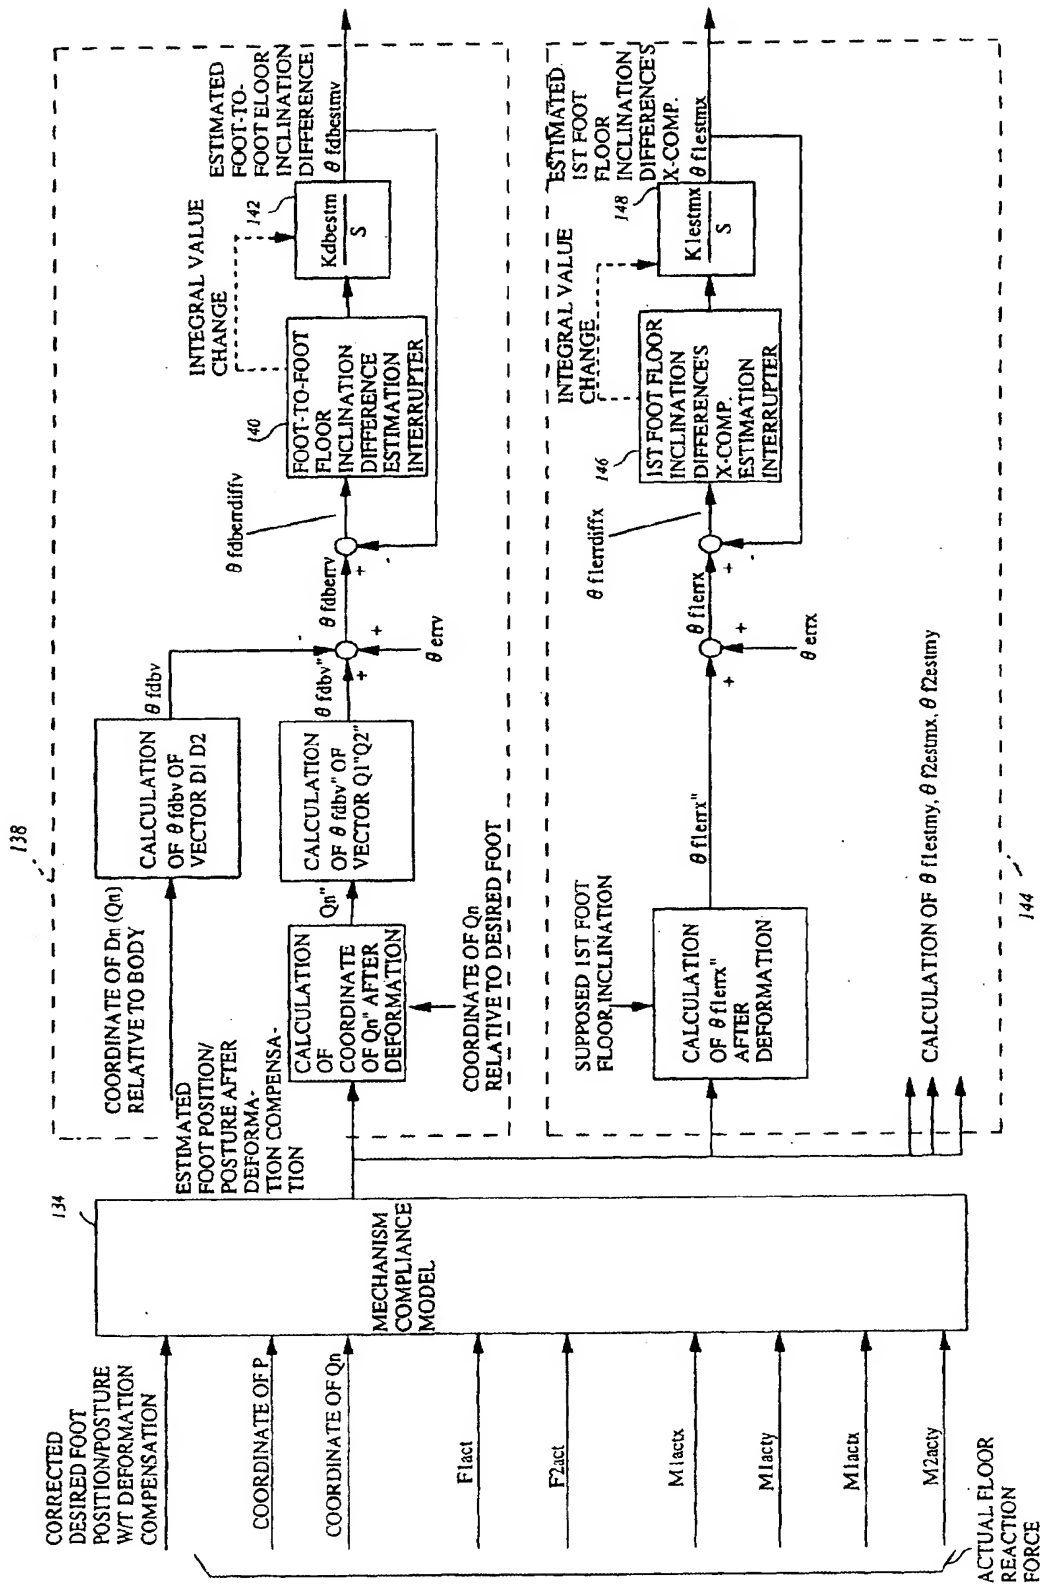 CORRECTED
DESIRED FOOT
POSITION/POSTURE
W/T DEFORMATION
COMPENSATION
COORDINATE OF P
COORDINATE OF Qn
F1act
F2act
M1actx
M1acty
M1actx
M2acty
ACTUAL FLOOR
REACTION
FORCE
134
MECHANISM
COMPLIANCE
MODEL
138
COORDINATE OF Dn (Qn)
RELATIVE TO BODY
ESTIMATED
FOOT POSITION/
POSTURE AFTER
DEFORMA-
TION COMPENSA-
TION
CALCULATION
OF θ fdbv OF
VECTOR D1 D2
θ fdbv
CALCULATION
OF
COORDINATE
OF Qn" AFTER
DEFORMATION
Qn"
COORDINATE OF Qn
RELATIVE TO DESIRED FOOT
CALCULATION
OF θ fdbv" OF
VECTOR Q1"Q2"
θ fdbv"
+
+
θ errv
θ fdberrv
+
θ fdberrdiffv
140
FOOT-TO-FOOT
FLOOR
INCLINATION
DIFFERENCE
ESTIMATION
INTERRUPTER
INTEGRAL VALUE
CHANGE
142
Kdbestm
S
ESTIMATED
FOOT-TO-
FOOT ELOOR
INCLINATION
DIFFERENCE
θ fdbestmv
144
SUPPOSED 1ST FOOT
FLOOR INCLINATION
CALCULATION
OF θ f1errx"
AFTER
DEFORMATION
θ f1errx"
+
+
θ errx
θ f1errx
+
θ f1errdiffx
146
1ST FOOT FLOOR
INCLINATION
DIFFERENCE'S
X-COMP.
ESTIMATION
INTERRUPTER
INTEGRAL VALUE
CHANGE
148
K1estmx
S
ESTIMATED
1ST FOOT
FLOOR
INCLINATION
DIFFERENCE'S
X-COMP.
θ f1estmx
CALCULATION OF θ f1estmy, θ f2estmx, θ f2estmy